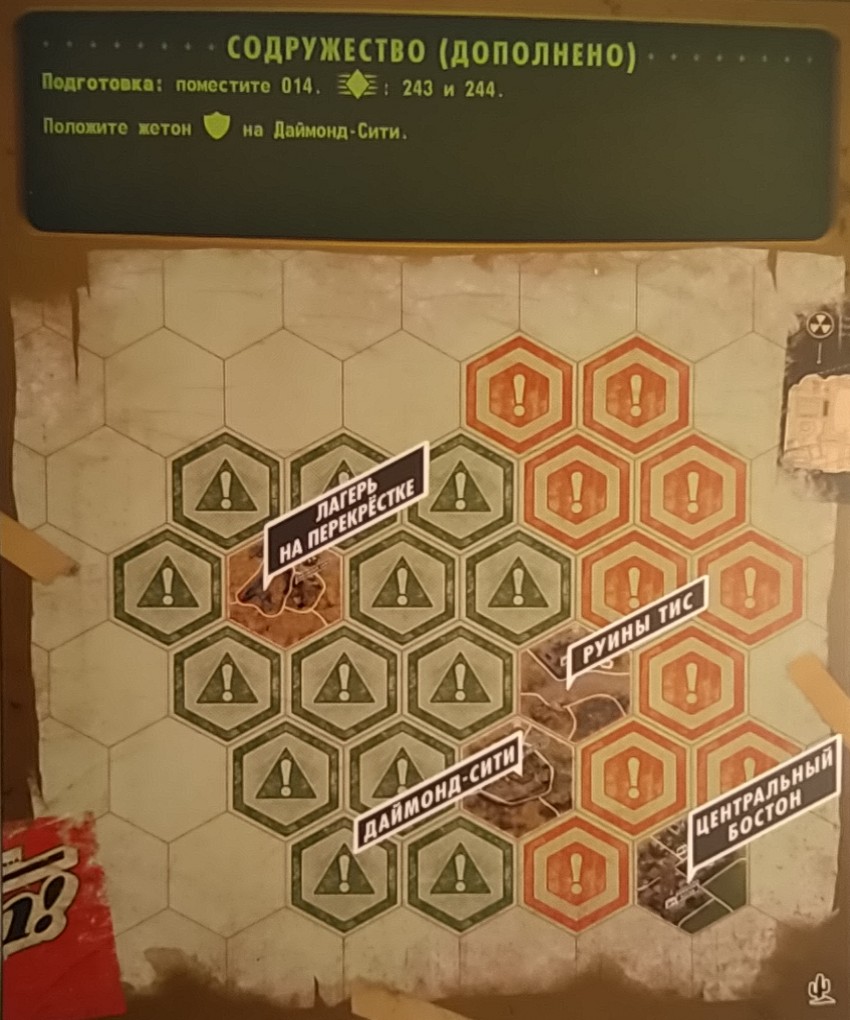 СОДРУЖЕСТВО (ДОПОЛНЕНО)
Подготовка: поместите 014. : 243 и 244.
Положите жетон на Даймонд-Сити.
ЛАГЕРЬ
НА ПЕРЕКРЁСТКЕ
РУИНЫ ТИС
ДАЙМОНД-СИТИ
ЦЕНТРАЛЬНЫЙ
БОСТОН